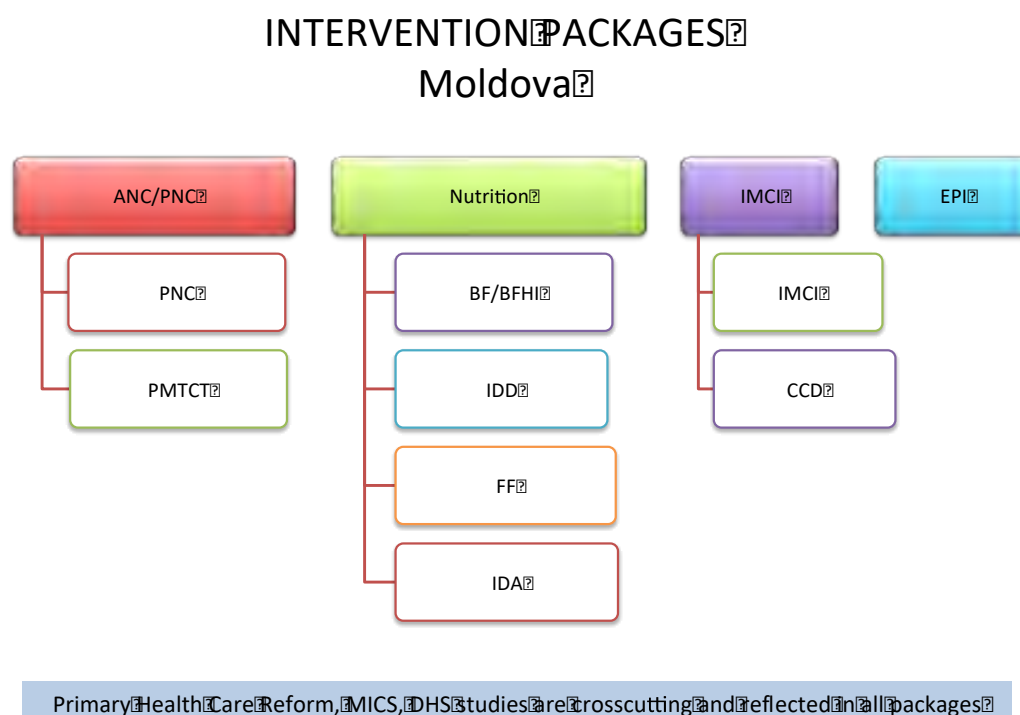 INTERVENTION PACKAGES
Moldova
ANC/PNC
Nutrition
IMCI
EPI
PNC
BF/BFHI
IMCI
PMTCT
IDD
CCD
FF
IDA
Primary Health Care Reform, MICS, DHS studies are crosscutting and reflected in all packages